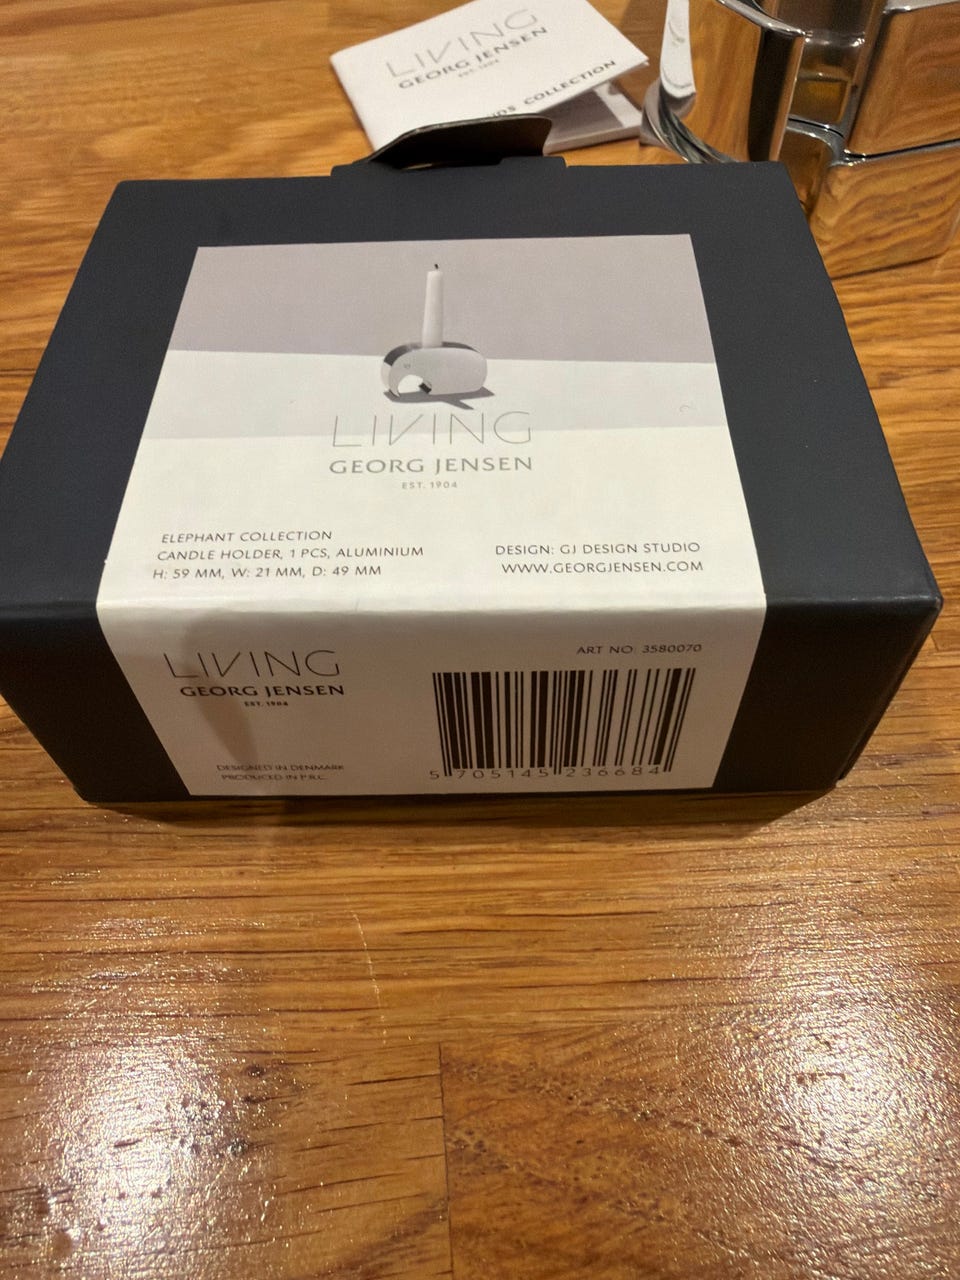 LIVING
GEORG JENSEN
EST. 1904
COLLECTION
LIVING
GEORG JENSEN
EST. 1904
ELEPHANT COLLECTION
CANDLE HOLDER, 1 PCS, ALUMINIUM
H: 59 MM, W: 21 MM, D: 49 MM
DESIGN: GJ DESIGN STUDIO
WWW.GEORGJENSEN.COM
LIVING
GEORG JENSEN
EST. 1904
DESIGNED IN DENMARK
PRODUCED IN P.R.C.
ART NO: 3580070
5 705145 236684